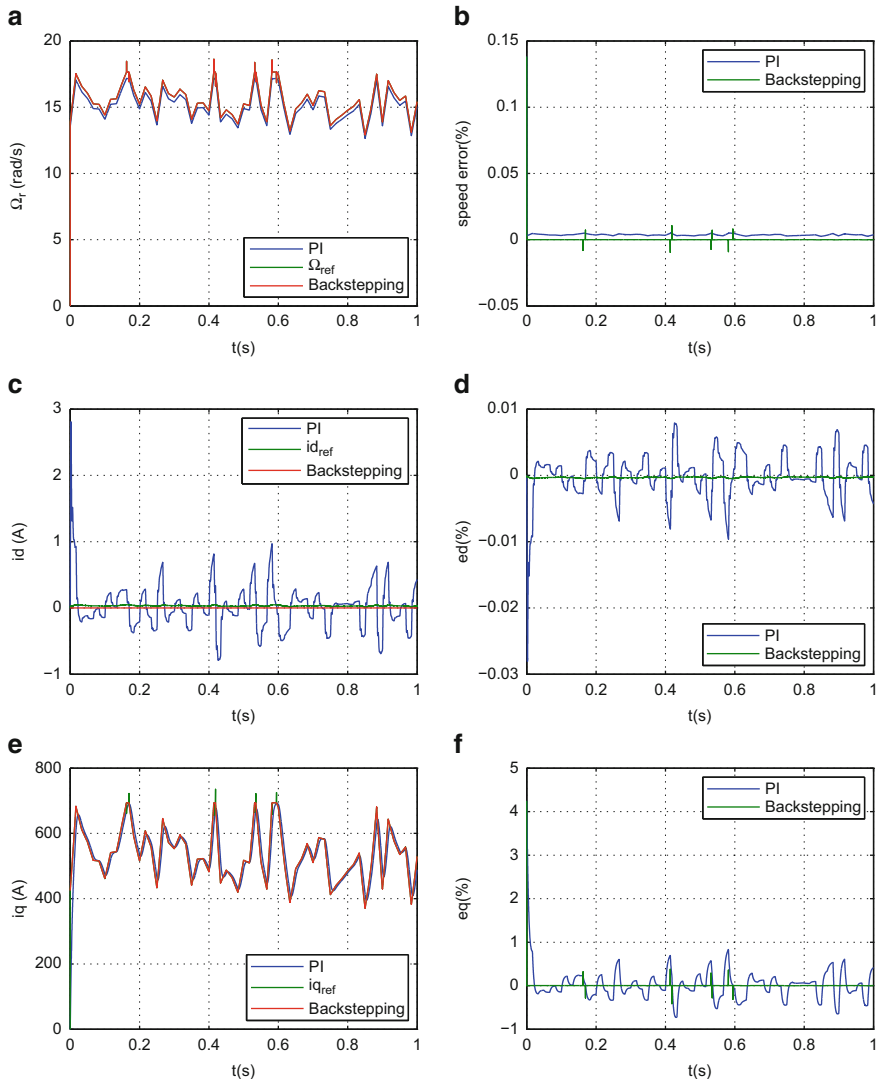 a
20
15
10
5
0
Ωr (rad/s)
PI
Ωref
Backstepping
0
0.2
0.4
0.6
0.8
1
t(s)
b
0.15
0.10
0.05
0
−0.05
speed error(%)
PI
Backstepping
0
0.2
0.4
0.6
0.8
1
t(s)
c
3
2
1
0
−1
id (A)
PI
idref
Backstepping
0
0.2
0.4
0.6
0.8
1
t(s)
d
0.01
0
−0.01
−0.02
−0.03
ed(%)
PI
Backstepping
0
0.2
0.4
0.6
0.8
1
t(s)
e
800
600
400
200
0
iq (A)
PI
iqref
Backstepping
0
0.2
0.4
0.6
0.8
1
t(s)
f
5
4
3
2
1
0
−1
eq(%)
PI
Backstepping
0
0.2
0.4
0.6
0.8
1
t(s)